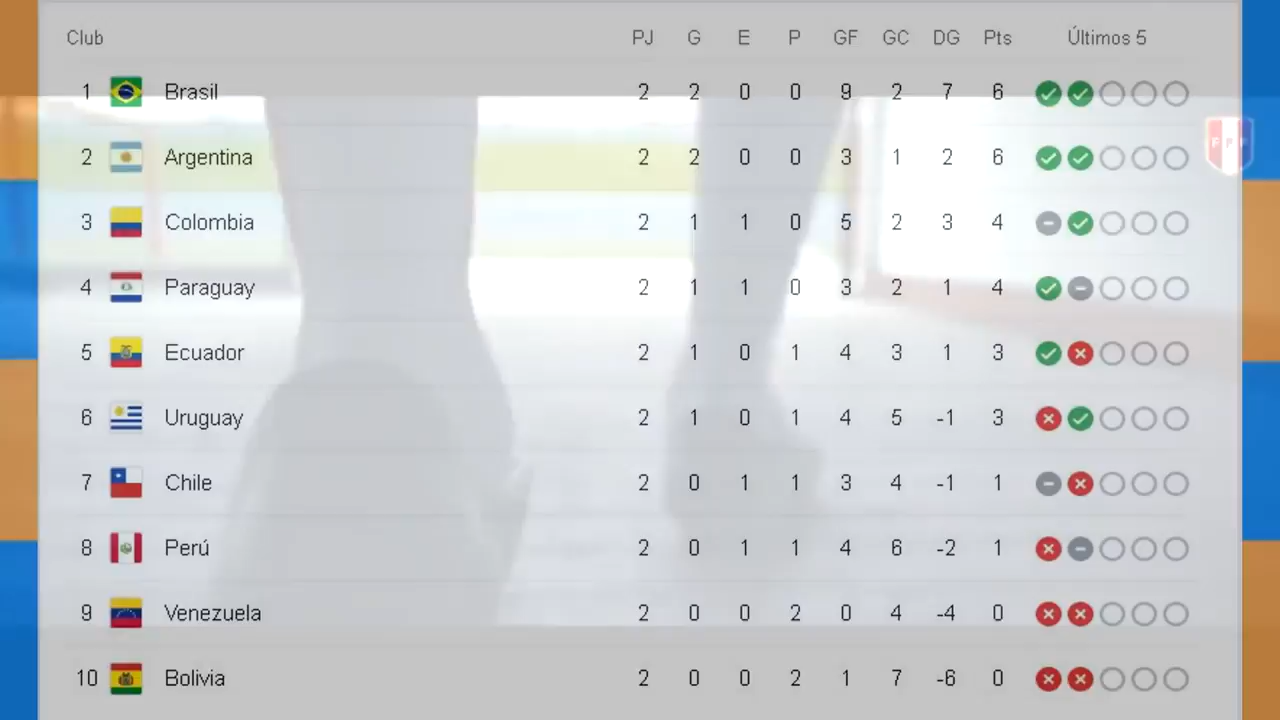 Club PJ G E P GF GC DG Pts Últimos 5
1 Brasil 2 2 0 0 9 2 7 6
2 Argentina 2 2 0 0 3 1 2 6
3 Colombia 2 1 1 0 5 2 3 4
4 Paraguay 2 1 1 0 3 2 1 4
5 Ecuador 2 1 0 1 4 3 1 3
6 Uruguay 2 1 0 1 4 5 -1 3
7 Chile 2 0 1 1 3 4 -1 1
8 Perú 2 0 1 1 4 6 -2 1
9 Venezuela 2 0 0 2 0 4 -4 0
10 Bolivia 2 0 0 2 1 7 -6 0
FPF